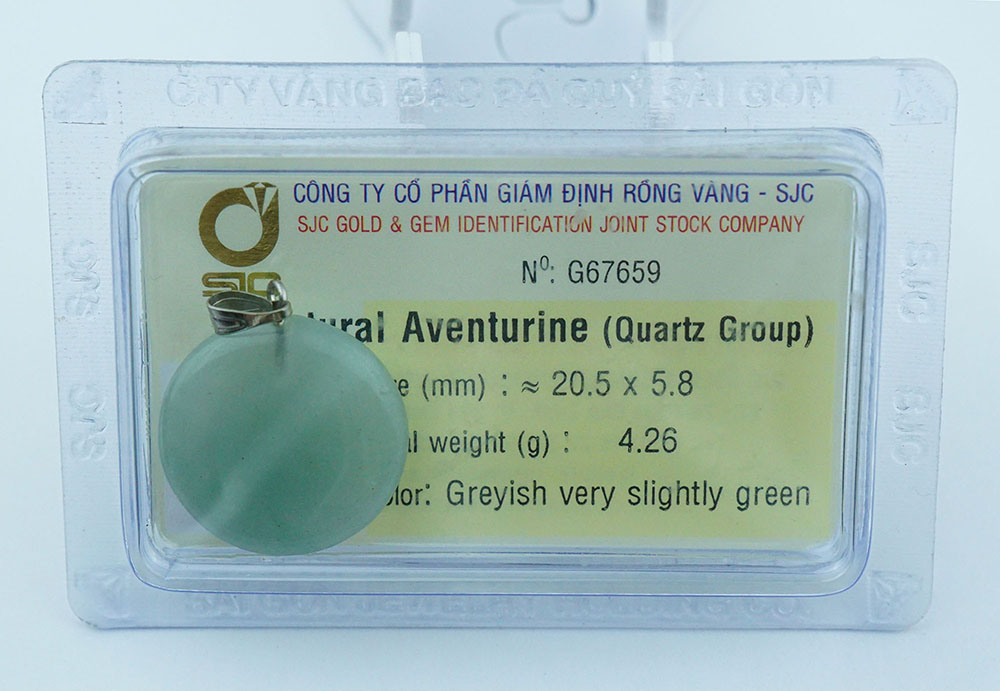 C.TY VÀNG BẠC ĐÁ QUÝ SÀI GÒN
CÔNG TY CỔ PHẦN GIÁM ĐỊNH RỒNG VÀNG - SJC
SJC GOLD & GEM IDENTIFICATION JOINT STOCK COMPANY
SJC
N⁰: G67659
Aventurine (Quartz Group)
(mm) : ≈ 20.5 x 5.8
weight (g) : 4.26
Greyish very slightly green
SJC
SJC
SJC
SJC